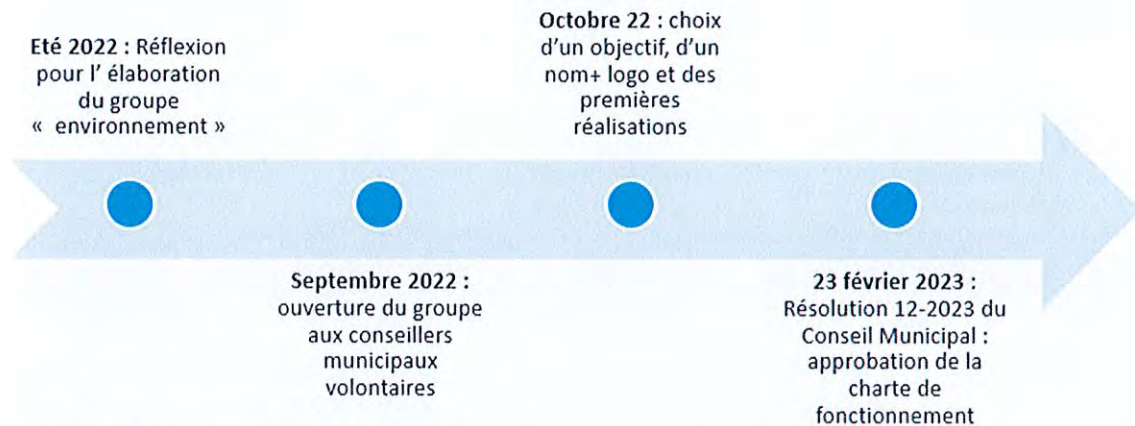 Eté 2022 : Réflexion
pour l' élaboration
du groupe
« environnement »
Septembre 2022 :
ouverture du groupe
aux conseillers
municipaux
volontaires
Octobre 22 : choix
d'un objectif, d'un
nom+ logo et des
premières
réalisations
23 février 2023 :
Résolution 12-2023 du
Conseil Municipal :
approbation de la
charte de
fonctionnement